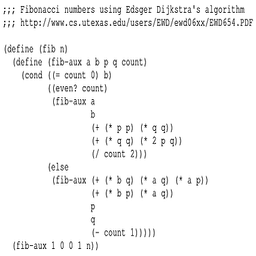 ;;; Fibonacci numbers using Edsger Dijkstra's algorithm
;;; http://www.cs.utexas.edu/users/EWD/ewd06xx/EWD654.PDF
(define (fib n)
  (define (fib-aux a b p q count)
    (cond ((= count 0) b)
          ((even? count)
           (fib-aux a
                    b
                    (+ (* p p) (* q q))
                    (+ (* q q) (* 2 p q))
                    (/ count 2)))
          (else
           (fib-aux (+ (* b q) (* a q) (* a p))
                    (+ (* b p) (* a q))
                    p
                    q
                    (- count 1)))))
  (fib-aux 1 0 0 1 n))